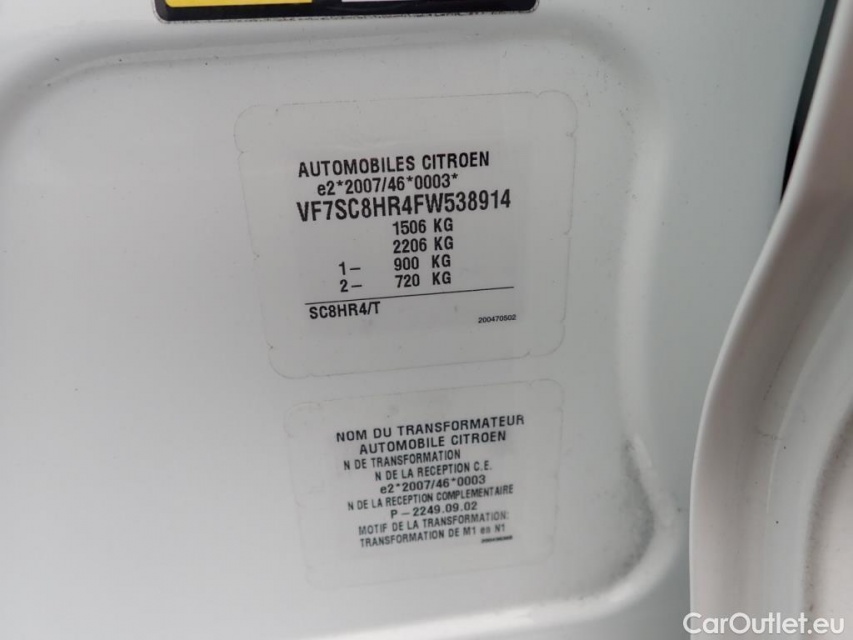 AUTOMOBILES CITROEN
e2*2007/46*0003*
VF7SC8HR4FW538914
1506 KG
2206 KG
1- 900 KG
2- 720 KG
SC8HR4/T
200470502
NOM DU TRANSFORMATEUR
AUTOMOBILE CITROEN
N DE TRANSFORMATION
N DE LA RECEPTION C.E.
e2*2007/46*0003
N DE LA RECEPTION COMPLEMENTAIRE
P-2249.09.02
MOTIF DE LA TRANSFORMATION:
TRANSFORMATION DE M1 en N1
CarOutlet.eu